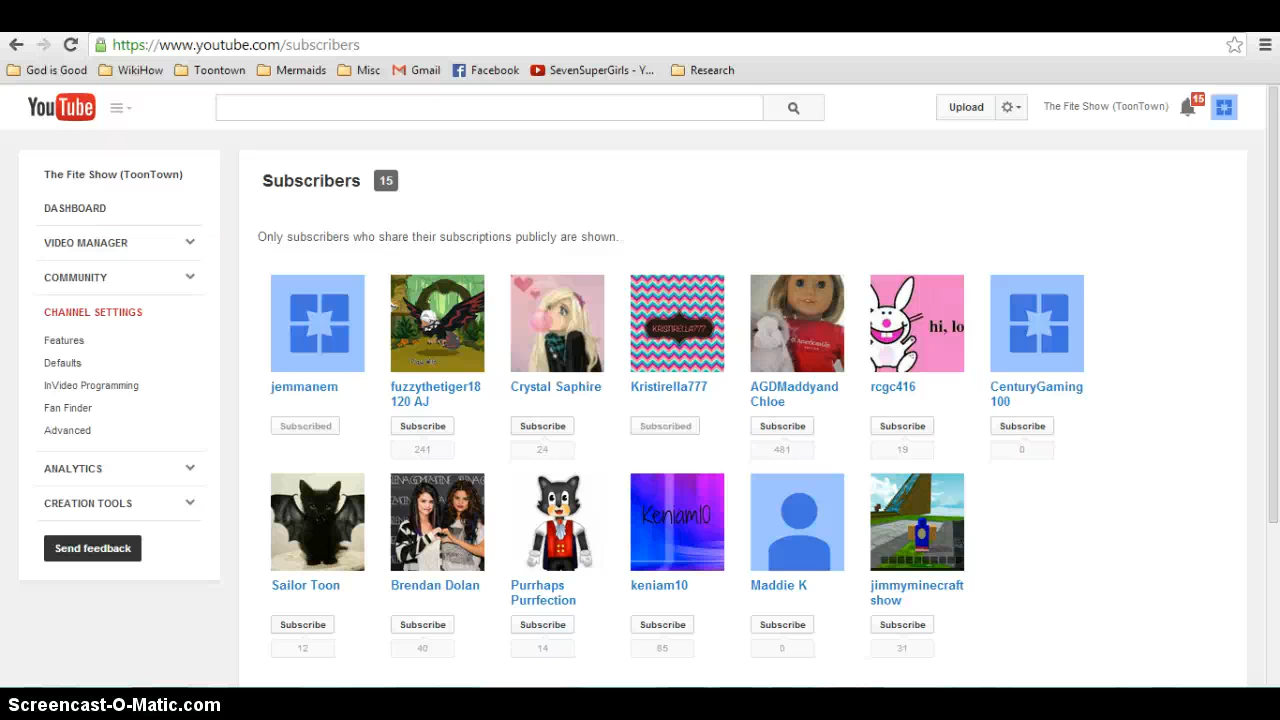 https://www.youtube.com/subscribers
God is Good WikiHow Toontown Mermaids Misc Gmail Facebook SevenSuperGirls - Y... Research
YouTube Upload The Fite Show (ToonTown) 15
The Fite Show (ToonTown)
DASHBOARD
VIDEO MANAGER
COMMUNITY
CHANNEL SETTINGS
Features
Defaults
InVideo Programming
Fan Finder
Advanced
ANALYTICS
CREATION TOOLS
Send feedback
Subscribers 15
Only subscribers who share their subscriptions publicly are shown.
KRISTIRELLA777
hi, lo
jemmanem fuzzythetiger18 Crystal Saphire Kristirella777 AGDMaddyand rcgc416 CenturyGaming
120 AJ Chloe 100
Subscribed Subscribe Subscribe Subscribed Subscribe Subscribe Subscribe
241 24 481 19 0
Keniam10
Sailor Toon Brendan Dolan Purrhaps keniam10 Maddie K jimmyminecraft
Purrfection show
Subscribe Subscribe Subscribe Subscribe Subscribe Subscribe
12 40 14 65 0 31
Screencast-O-Matic.com